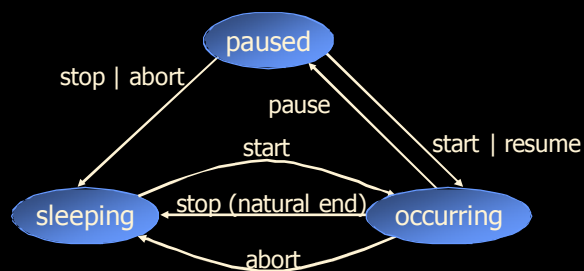 paused
stop | abort
pause
start | resume
start
sleeping
stop (natural end)
occurring
abort